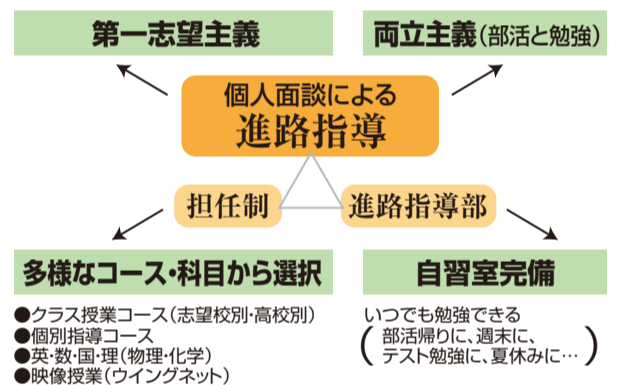 第一志望主義
両立主義(部活と勉強)
個人面談による
進路指導
担任制
進路指導部
多様なコース・科目から選択
●クラス授業コース(志望校別・高校別)
●個別指導コース
●英・数・国・理(物理・化学)
●映像授業(ウイングネット)
自習室完備
いつでも勉強できる
(部活帰りに、週末に、
テスト勉強に、夏休みに…)